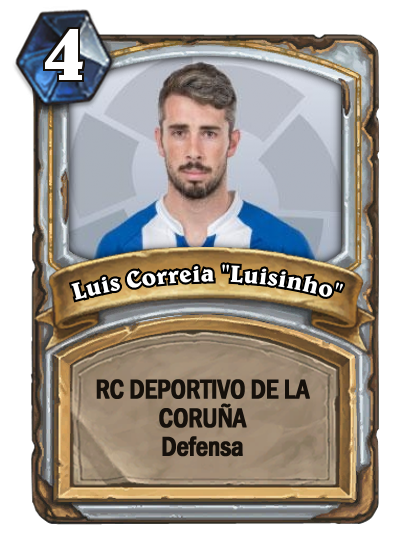 4
Luis Correia "Luisinho"
RC DEPORTIVO DE LA
CORUÑA
Defensa